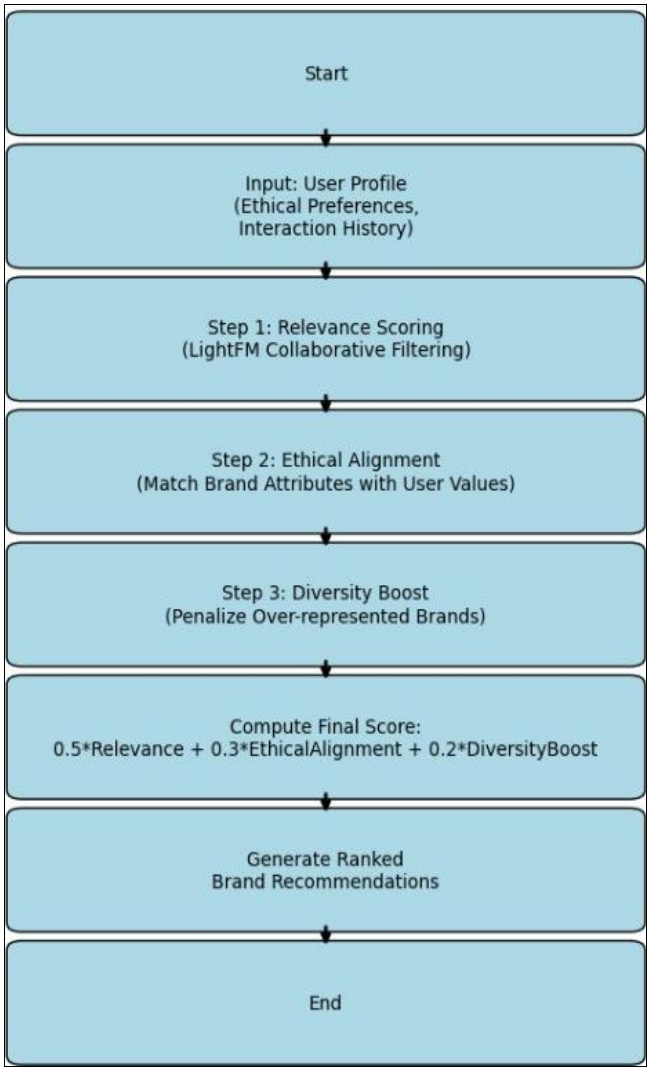 Start
Input: User Profile
(Ethical Preferences,
Interaction History)
Step 1: Relevance Scoring
(LightFM Collaborative Filtering)
Step 2: Ethical Alignment
(Match Brand Attributes with User Values)
Step 3: Diversity Boost
(Penalize Over-represented Brands)
Compute Final Score:
0.5*Relevance + 0.3*EthicalAlignment + 0.2*DiversityBoost
Generate Ranked
Brand Recommendations
End